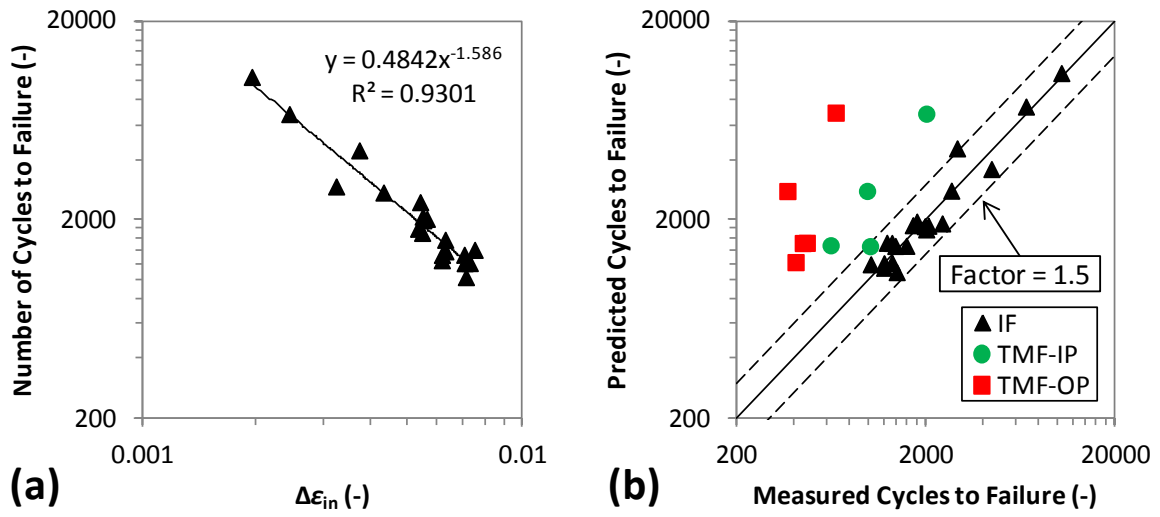 Number of Cycles to Failure (-)
20000
2000
200
0.001
0.01
y = 0.4842x^-1.586
R² = 0.9301
(a)
Δε_in (-)
Predicted Cycles to Failure (-)
20000
2000
200
200
2000
20000
Factor = 1.5
IF
TMF-IP
TMF-OP
(b)
Measured Cycles to Failure (-)